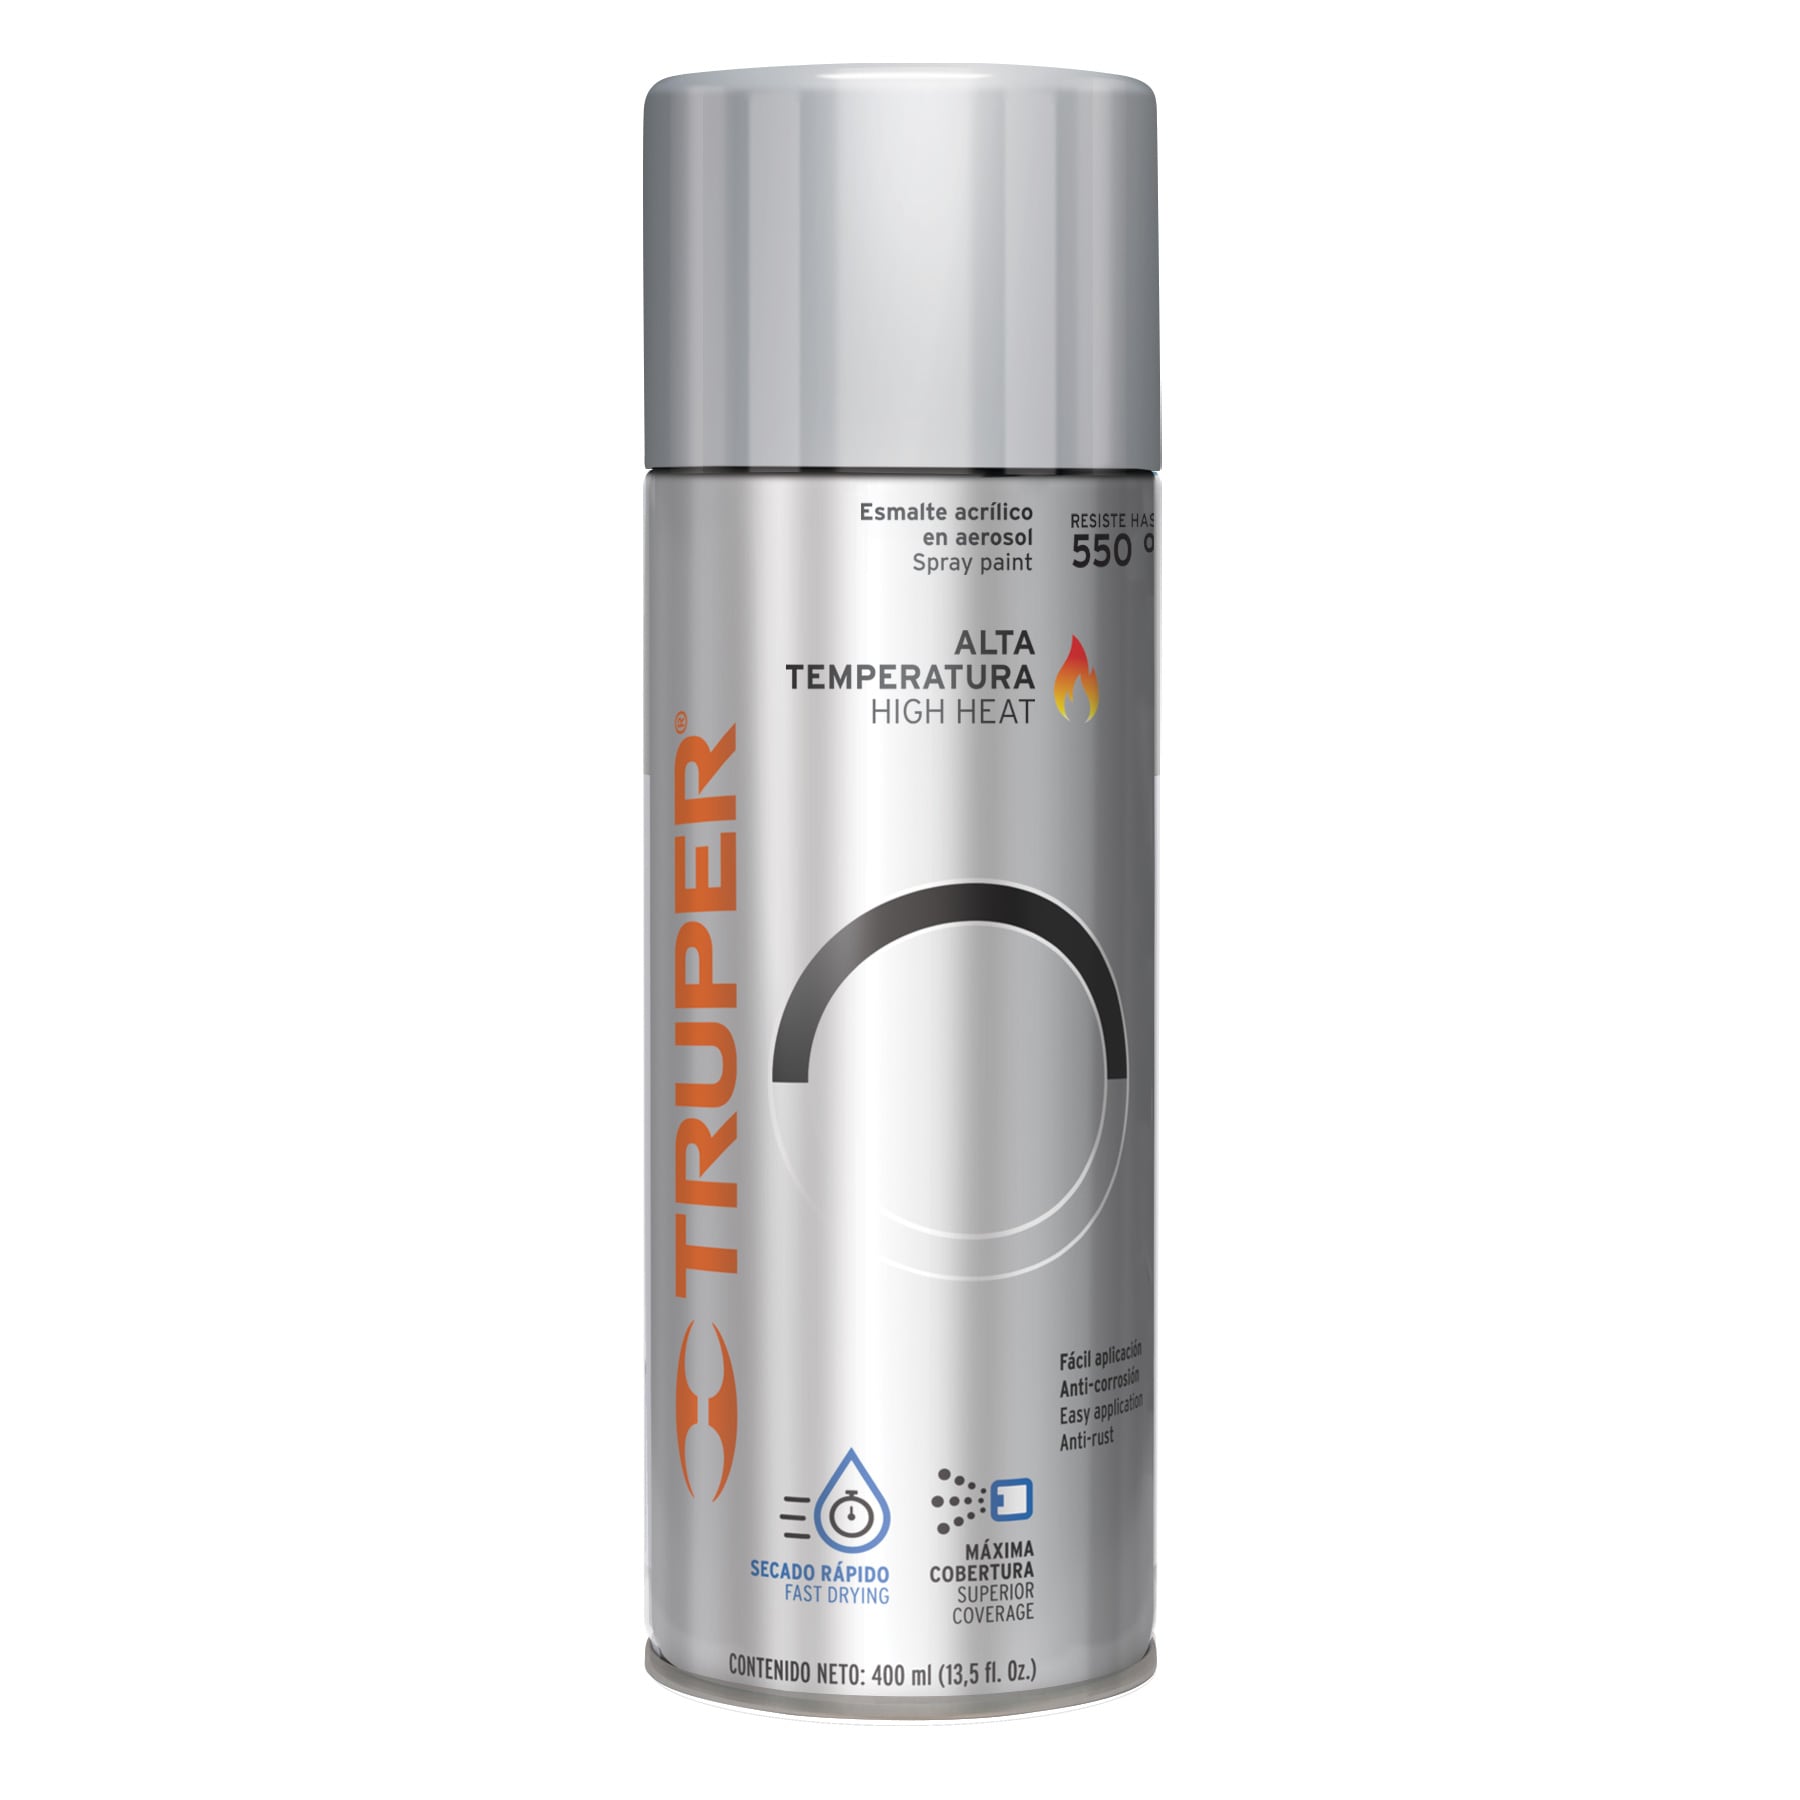 Esmalte acrílico
en aerosol
Spray paint
RESISTE HAS
550 °
ALTA
TEMPERATURA
HIGH HEAT
TRUPER®
Fácil aplicación
Anti-corrosión
Easy application
Anti-rust
SECADO RÁPIDO
FAST DRYING
MÁXIMA
COBERTURA
SUPERIOR
COVERAGE
CONTENIDO NETO: 400 ml (13,5 fl. Oz.)